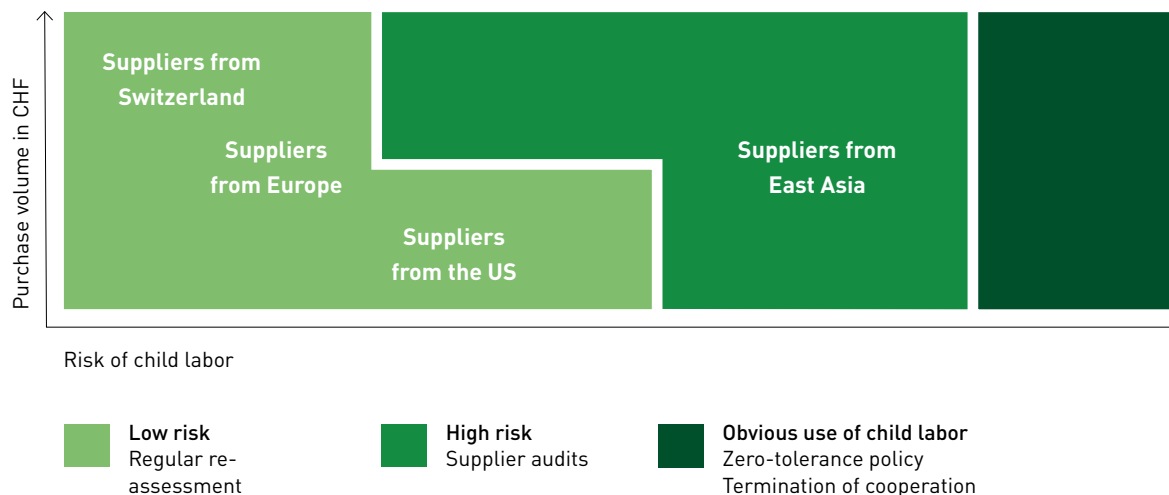 Purchase volume in CHF
Suppliers from
Switzerland
Suppliers
from Europe
Suppliers
from the US
Suppliers from
East Asia
Risk of child labor
Low risk
Regular re-
assessment
High risk
Supplier audits
Obvious use of child labor
Zero-tolerance policy
Termination of cooperation